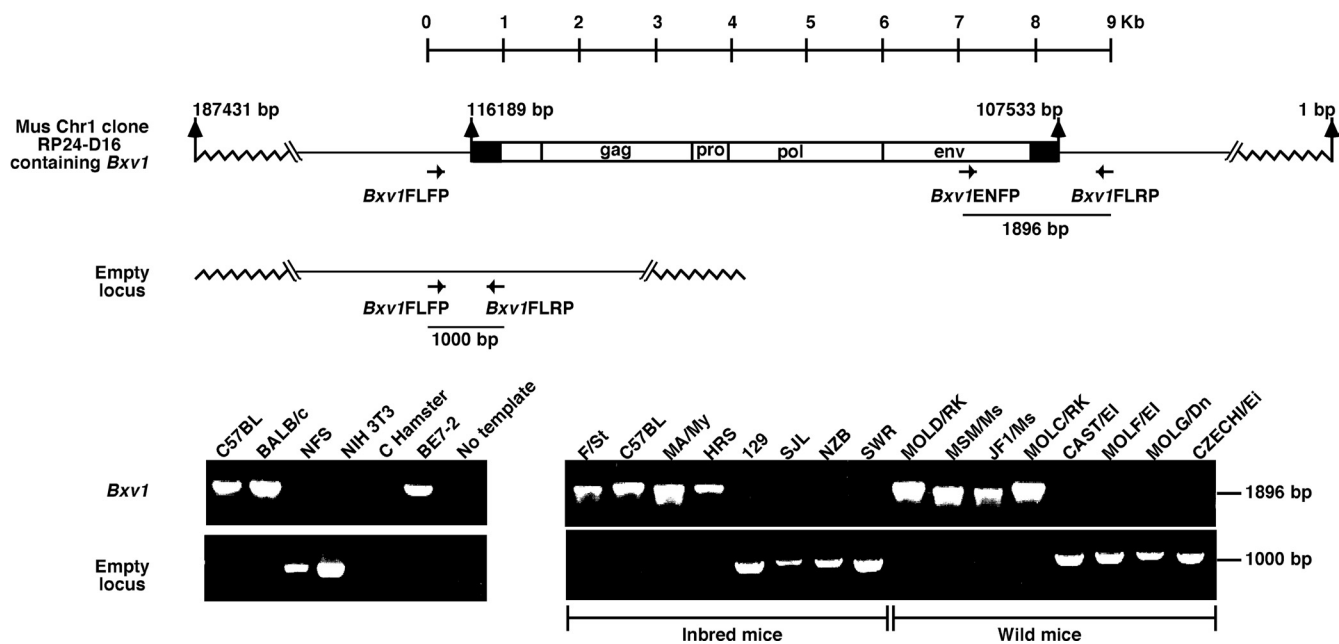 0 1 2 3 4 5 6 7 8 9 Kb
187431 bp 116189 bp 107533 bp 1 bp
Mus Chr1 clone
RP24-D16
containing Bxv1
gag pro pol env
Bxv1FLFP Bxv1ENFP Bxv1FLRP
1896 bp
Empty
locus
Bxv1FLFP Bxv1FLRP
1000 bp
C57BL BALB/c NFS NIH 3T3 C Hamster BE7-2 No template
F/St C57BL MA/My HRS 129 SJL NZB SWR MOLD/RK MSM/Ms JF1/Ms MOLC/RK CAST/EI MOLF/EI MOLG/Dn CZECHI/Ei
Bxv1 1896 bp
Empty
locus
1000 bp
Inbred mice Wild mice